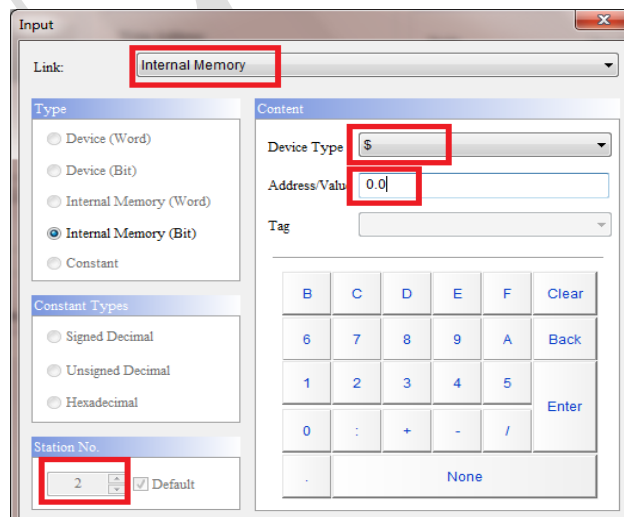 Input
Link: Internal Memory
Type
Device (Word)
Device (Bit)
Internal Memory (Word)
Internal Memory (Bit)
Constant
Constant Types
Signed Decimal
Unsigned Decimal
Hexadecimal
Station No.
2 Default
Content
Device Type $
Address/Value 0.0
Tag
B C D E F Clear
6 7 8 9 A Back
1 2 3 4 5
Enter
0 : + - /
. None